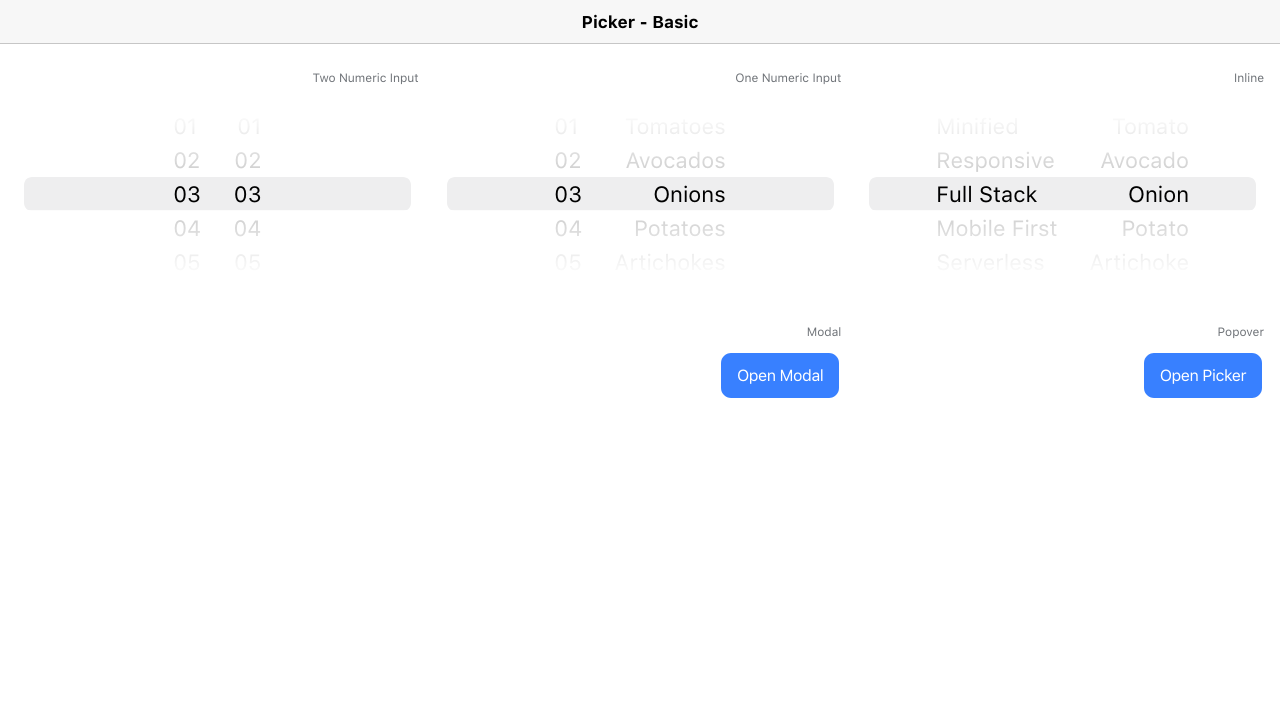 Picker - Basic
Inline
One Numeric Input
Two Numeric Input
Minified Tomato
Responsive Avocado
Full Stack Onion
Mobile First Potato
Serverless Artichoke
01 Tomatoes
02 Avocados
03 Onions
04 Potatoes
05 Artichokes
01 01
02 02
03 03
04 04
05 05
Popover
Open Picker
Modal
Open Modal